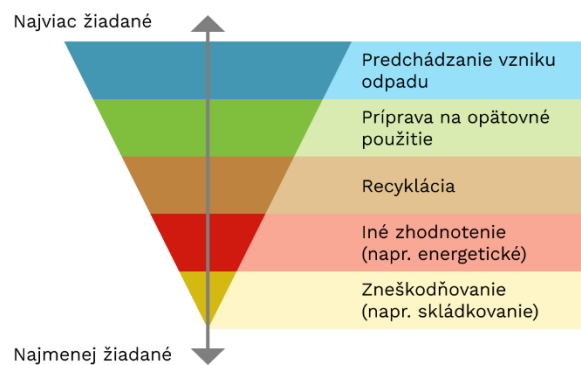 Najviac žiadané
Predchádzanie vzniku
odpadu
Príprava na opätovné
použitie
Recyklácia
Iné zhodnotenie
(napr. energetické)
Zneškodňovanie
(napr. skládkovanie)
Najmenej žiadané